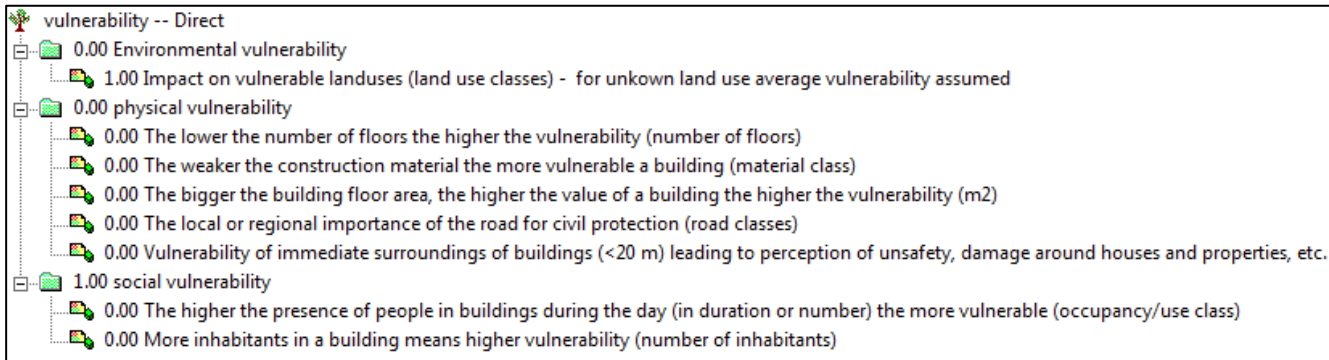 vulnerability -- Direct
0.00 Environmental vulnerability
1.00 Impact on vulnerable landuses (land use classes) - for unkown land use average vulnerability assumed
0.00 physical vulnerability
0.00 The lower the number of floors the higher the vulnerability (number of floors)
0.00 The weaker the construction material the more vulnerable a building (material class)
0.00 The bigger the building floor area, the higher the value of a building the higher the vulnerability (m2)
0.00 The local or regional importance of the road for civil protection (road classes)
0.00 Vulnerability of immediate surroundings of buildings (<20 m) leading to perception of unsafety, damage around houses and properties, etc.
1.00 social vulnerability
0.00 The higher the presence of people in buildings during the day (in duration or number) the more vulnerable (occupancy/use class)
0.00 More inhabitants in a building means higher vulnerability (number of inhabitants)